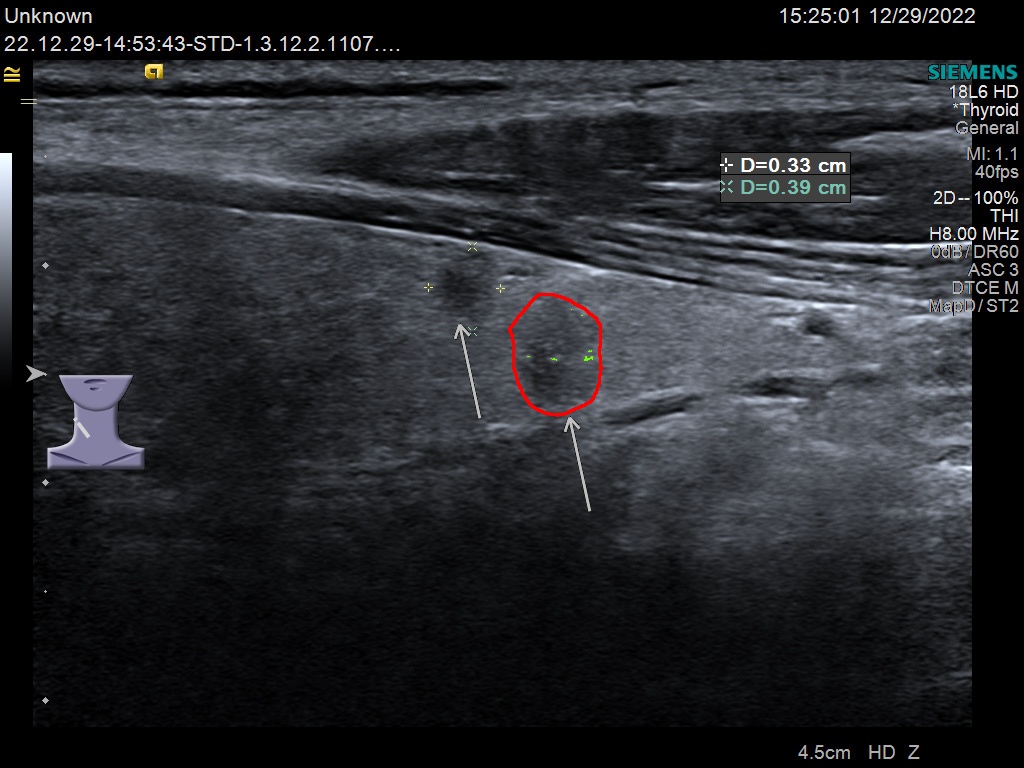 Unknown
15:25:01 12/29/2022
22.12.29-14:53:43-STD-1.3.12.2.1107....
SIEMENS
18L6 HD
*Thyroid
General
MI: 1.1
40fps
2D--100%
THI
H8.00 MHz
0dB/DR60
ASC 3
DTCE M
MapD/ST2
D=0.33 cm
D=0.39 cm
4.5cm HD Z